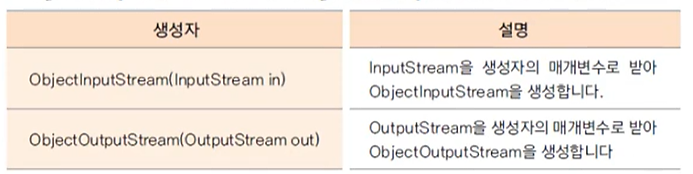 생성자
설명
ObjectInputStream(InputStream in)
InputStream을 생성자의 매개변수로 받아
ObjectInputStream을 생성합니다.
ObjectOutputStream(OutputStream out)
OutputStream을 생성자의 매개변수로 받아
ObjectOutputStream을 생성합니다